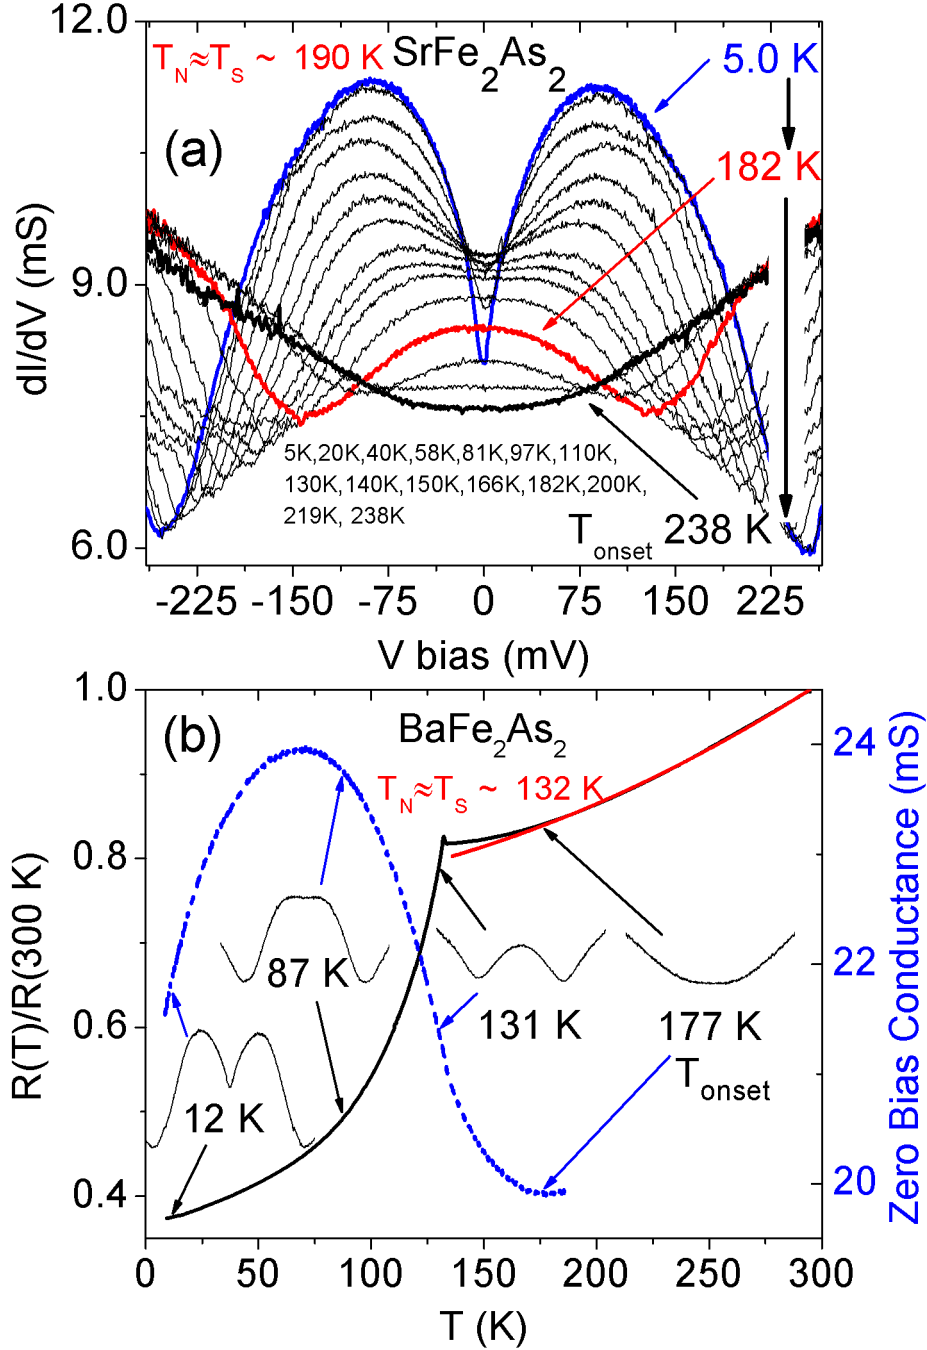 12.0
9.0
6.0
dI/dV (mS)
T_N≈T_S ~ 190 K
SrFe₂As₂
5.0 K
(a)
182 K
5K,20K,40K,58K,81K,97K,110K,
130K,140K,150K,166K,182K,200K,
219K, 238K
T_onset 238 K
-225 -150 -75 0 75 150 225
V bias (mV)
1.0
0.8
0.6
0.4
R(T)/R(300 K)
(b)
BaFe₂As₂
T_N≈T_S ~ 132 K
87 K
131 K
177 K
T_onset
12 K
24
22
20
Zero Bias Conductance (mS)
0 50 100 150 200 250 300
T (K)